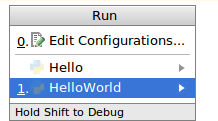 Run
0. Edit Configurations...
Hello
1. HelloWorld
Hold Shift to Debug